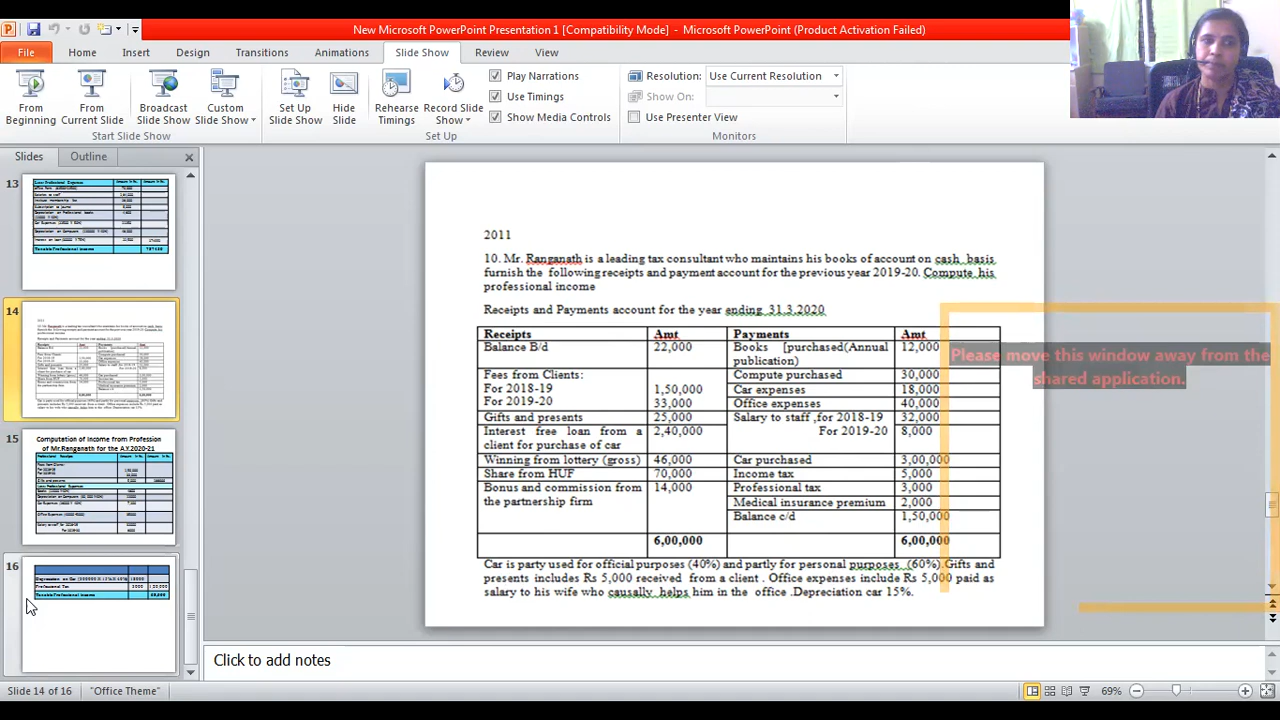 New Microsoft PowerPoint Presentation 1 [Compatibility Mode] - Microsoft PowerPoint (Product Activation Failed)
File Home Insert Design Transitions Animations Slide Show Review View
From Beginning
From Current Slide
Broadcast Slide Show
Custom Slide Show
Set Up Slide Show
Hide Slide
Rehearse Timings
Record Slide Show
Play Narrations
Use Timings
Show Media Controls
Resolution: Use Current Resolution
Show On:
Use Presenter View
Start Slide Show Set Up Monitors
Slides Outline
13
14
15
Computation of Income from Profession
of Mr.Ranganath for the A.Y.2020-21
16
2011
10. Mr. Ranganath is a leading tax consultant who maintains his books of account on cash basis
furnish the following receipts and payment account for the previous year 2019-20. Compute his
professional income
Receipts and Payments account for the year ending 31.3.2020
Receipts Amt Payments Amt
Balance B/d 22,000 Books [purchased(Annual publication) 12,000
Fees from Clients: Compute purchased 30,000
For 2018-19 1,50,000 Car expenses 18,000
For 2019-20 33,000 Office expenses 40,000
Gifts and presents 25,000 Salary to staff ,for 2018-19 32,000
Interest free loan from a client for purchase of car 2,40,000 For 2019-20 8,000
Winning from lottery (gross) 46,000 Car purchased 3,00,000
Share from HUF 70,000 Income tax 5,000
Bonus and commission from the partnership firm 14,000 Professional tax 3,000
Medical insurance premium 2,000
Balance c/d 1,50,000
6,00,000 6,00,000
Car is party used for official purposes (40%) and partly for personal purposes (60%).Gifts and
presents includes Rs 5,000 received from a client . Office expenses include Rs 5,000 paid as
salary to his wife who causally helps him in the office .Depreciation car 15%.
Please move this window away from the
shared application.
Click to add notes
Slide 14 of 16 "Office Theme" 69%